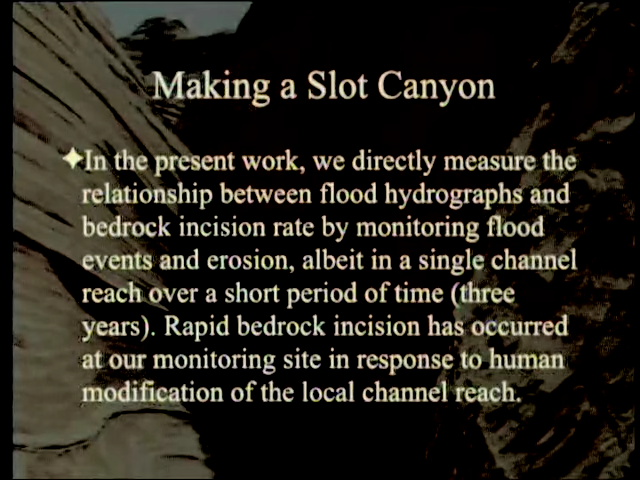 Making a Slot Canyon
✦In the present work, we directly measure the
relationship between flood hydrographs and
bedrock incision rate by monitoring flood
events and erosion, albeit in a single channel
reach over a short period of time (three
years). Rapid bedrock incision has occurred
at our monitoring site in response to human
modification of the local channel reach.